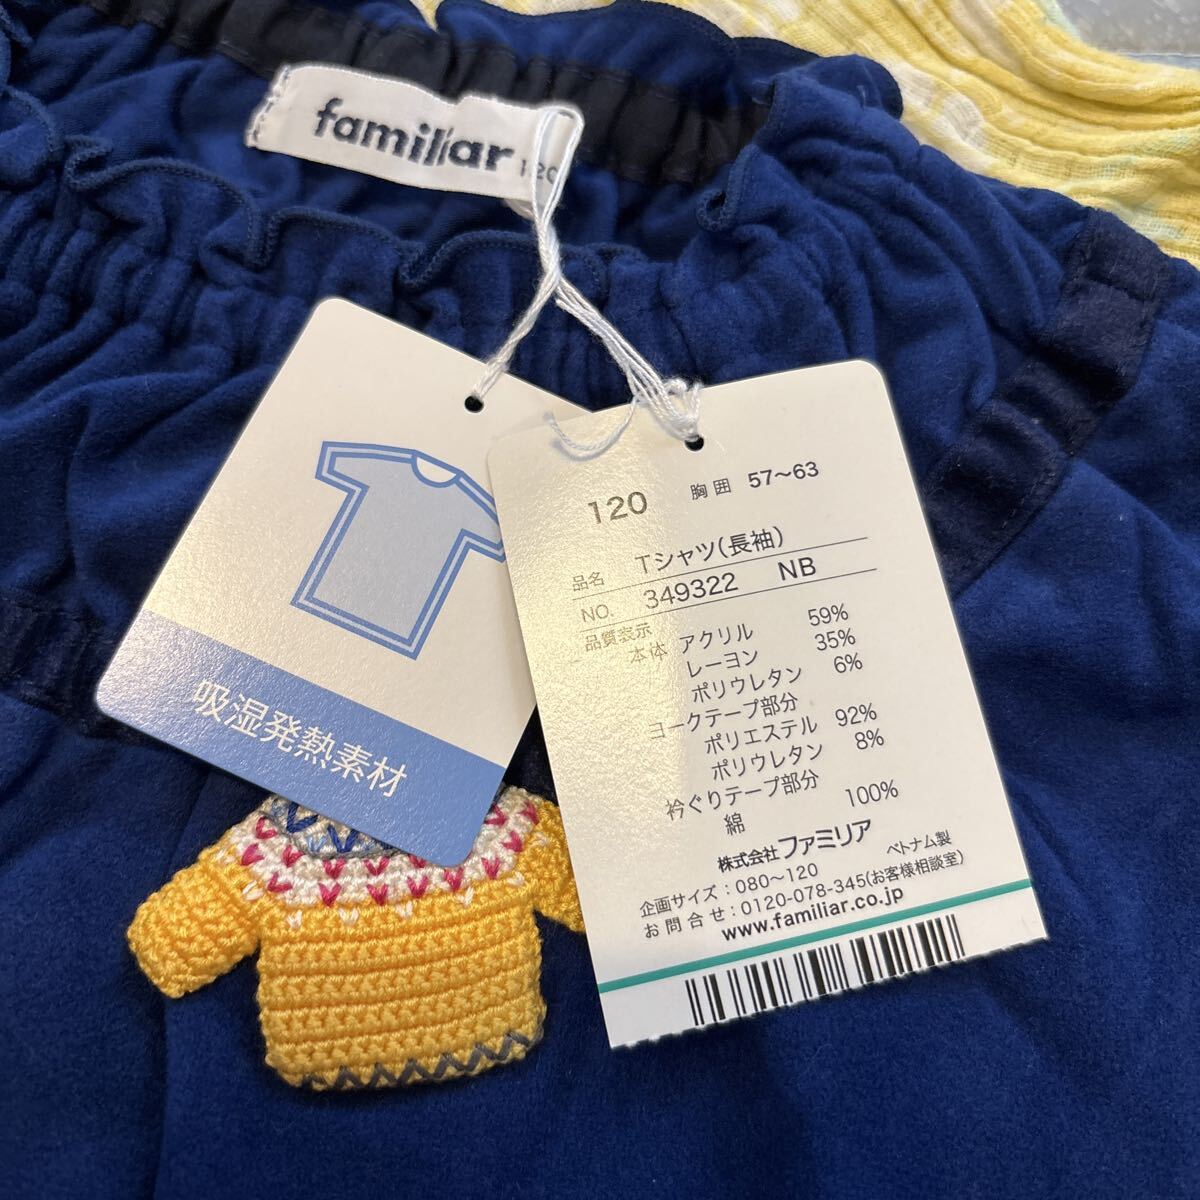 familiar
120
吸湿発熱素材
120 胸囲 57〜63
品名 Tシャツ(長袖)
NO. 349322 NB
品質表示
本体 アクリル 59%
レーヨン 35%
ポリウレタン 6%
ヨークテープ部分
ポリエステル 92%
ポリウレタン 8%
衿ぐりテープ部分
綿 100%
株式会社ファミリア ベトナム製
企画サイズ:080〜120
お問合せ:0120-078-345(お客様相談室)
www.familiar.co.jp